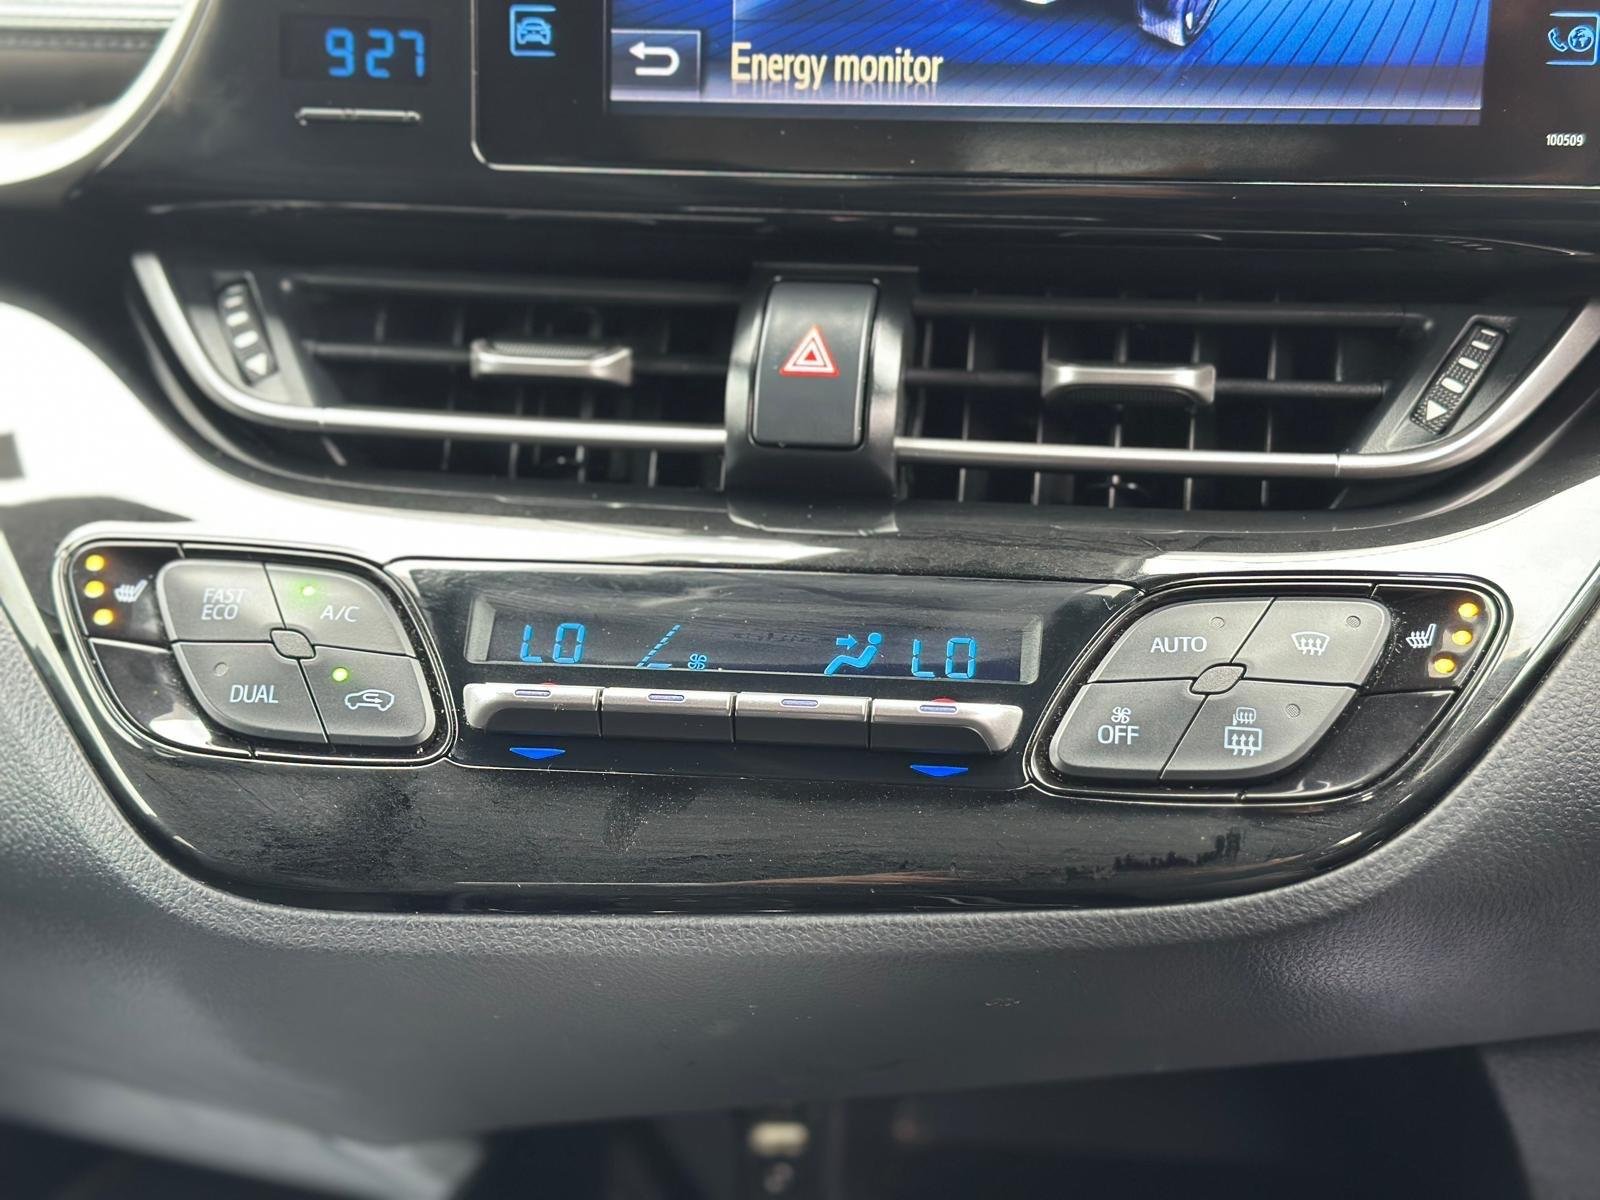 927
Energy monitor
100509
FAST
ECO
A/C
DUAL
LO
LO
AUTO
OFF